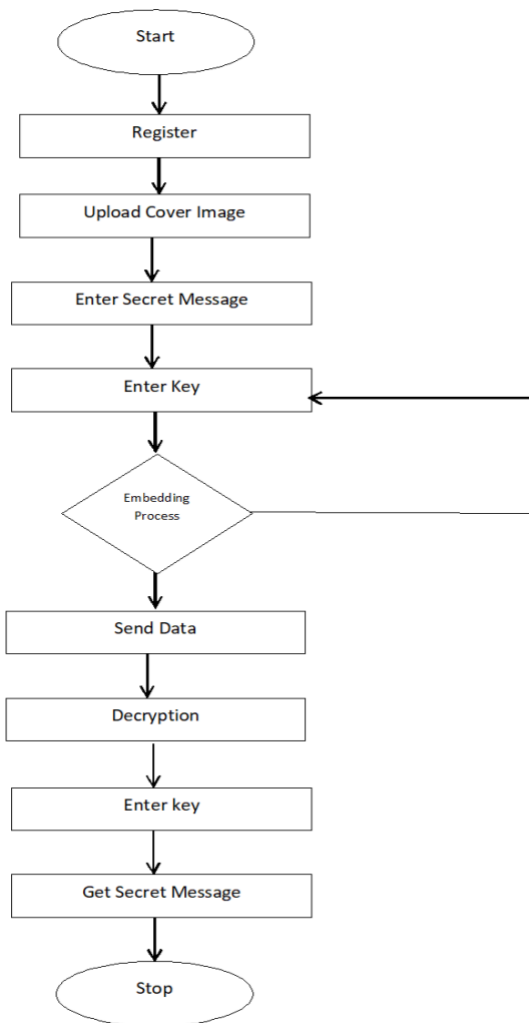 Start
Register
Upload Cover Image
Enter Secret Message
Enter Key
Embedding
Process
Send Data
Decryption
Enter key
Get Secret Message
Stop